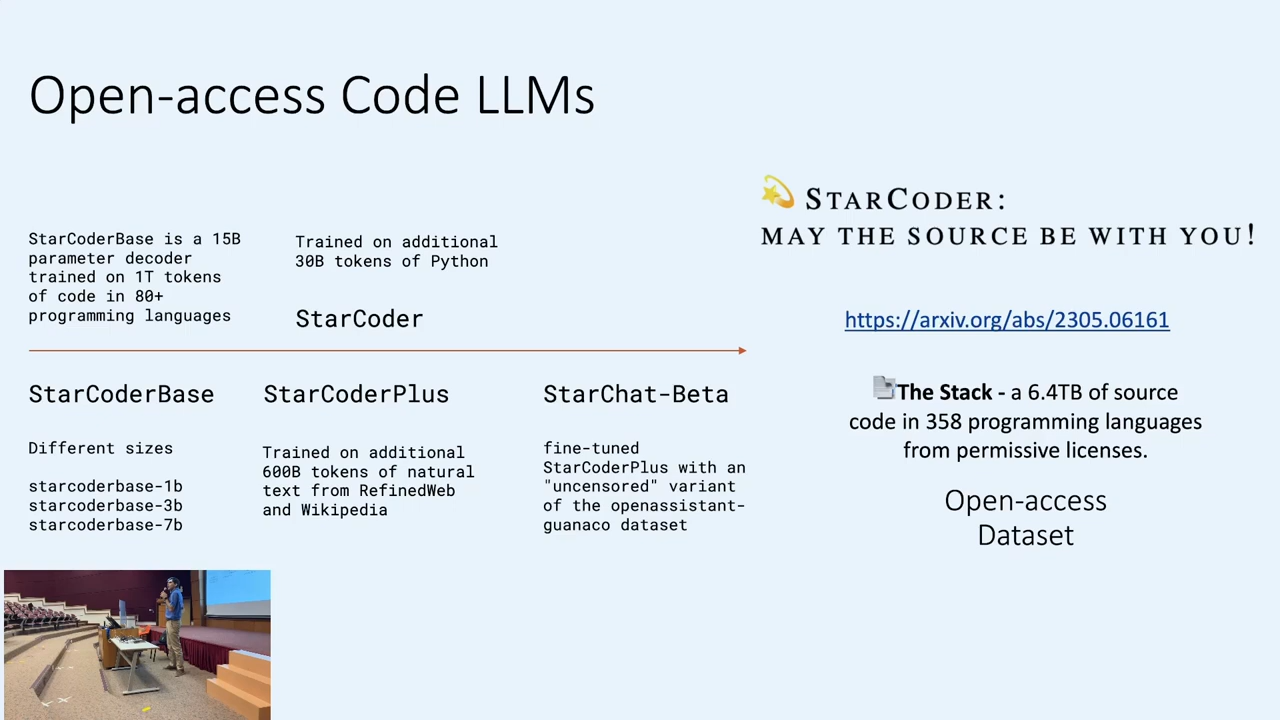 Open-access Code LLMs
StarCoderBase is a 15B
parameter decoder
trained on 1T tokens
of code in 80+
programming languages
Trained on additional
30B tokens of Python
StarCoder
StarCoderBase
Different sizes
starcoderbase-1b
starcoderbase-3b
starcoderbase-7b
StarCoderPlus
Trained on additional
600B tokens of natural
text from RefinedWeb
and Wikipedia
StarChat-Beta
fine-tuned
StarCoderPlus with an
"uncensored" variant
of the openassistant-
guanaco dataset
STARCODER:
MAY THE SOURCE BE WITH YOU!
https://arxiv.org/abs/2305.06161
The Stack - a 6.4TB of source
code in 358 programming languages
from permissive licenses.
Open-access
Dataset